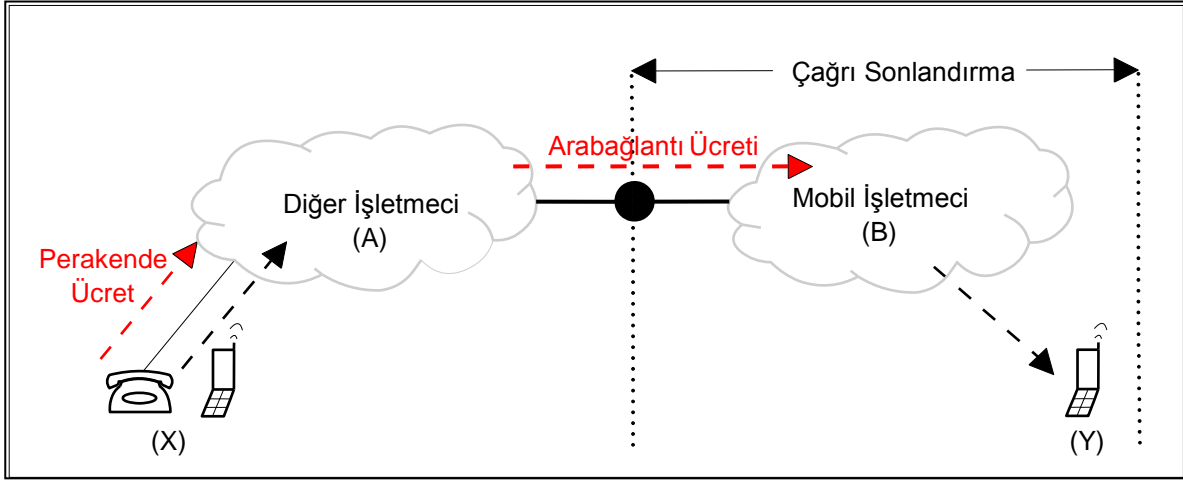 Çağrı Sonlandırma
Arabağlantı Ücreti
Diğer İşletmeci
(A)
Mobil İşletmeci
(B)
Perakende
Ücret
(X)
(Y)